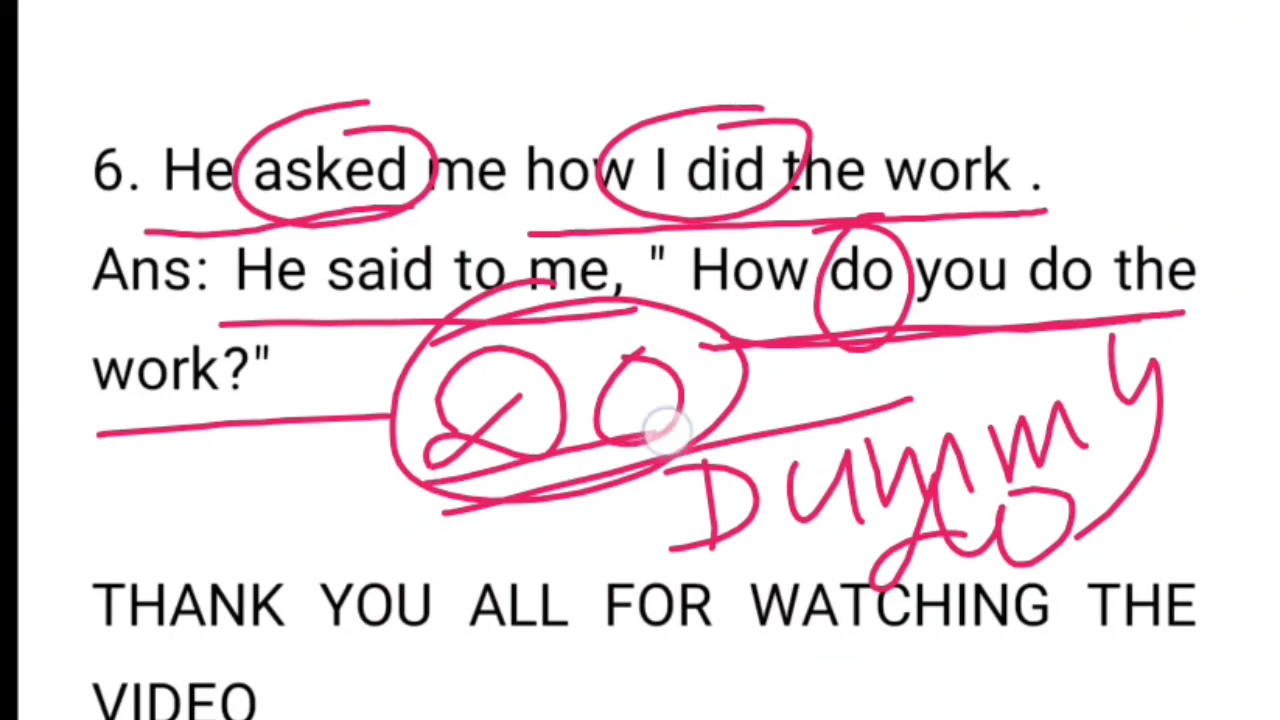 6. He asked me how I did the work .
Ans: He said to me, " How do you do the
work?"
DO
Dummy
THANK YOU ALL FOR WATCHING THE
VIDEO